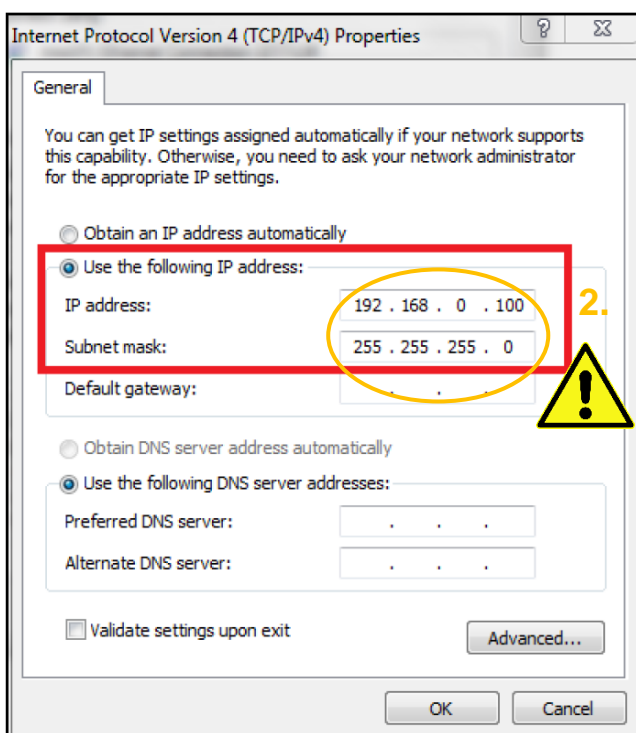 Internet Protocol Version 4 (TCP/IPv4) Properties
General
You can get IP settings assigned automatically if your network supports
this capability. Otherwise, you need to ask your network administrator
for the appropriate IP settings.
Obtain an IP address automatically
Use the following IP address:
IP address: 192 . 168 . 0 . 100
2.
Subnet mask: 255 . 255 . 255 . 0
Default gateway: . . .
Obtain DNS server address automatically
Use the following DNS server addresses:
Preferred DNS server: . . .
Alternate DNS server: . . .
Validate settings upon exit
Advanced...
OK Cancel